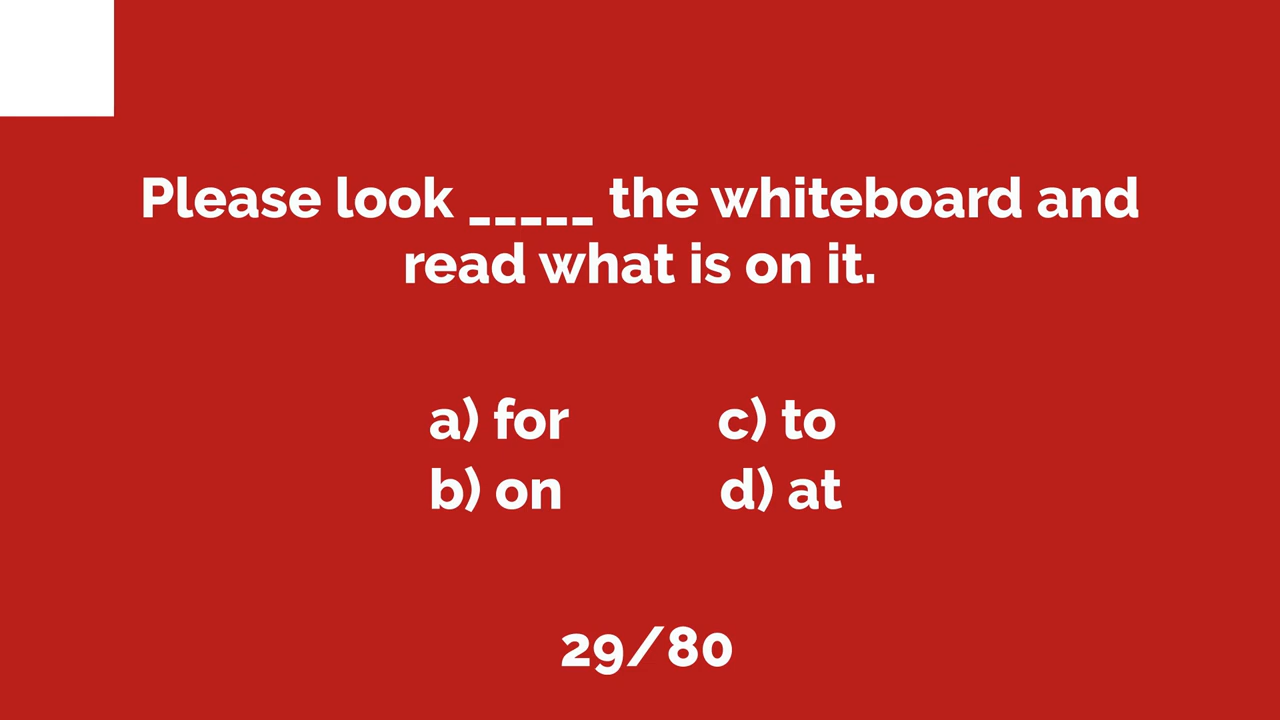 Please look _____ the whiteboard and
read what is on it.
a) for c) to
b) on d) at
29/80